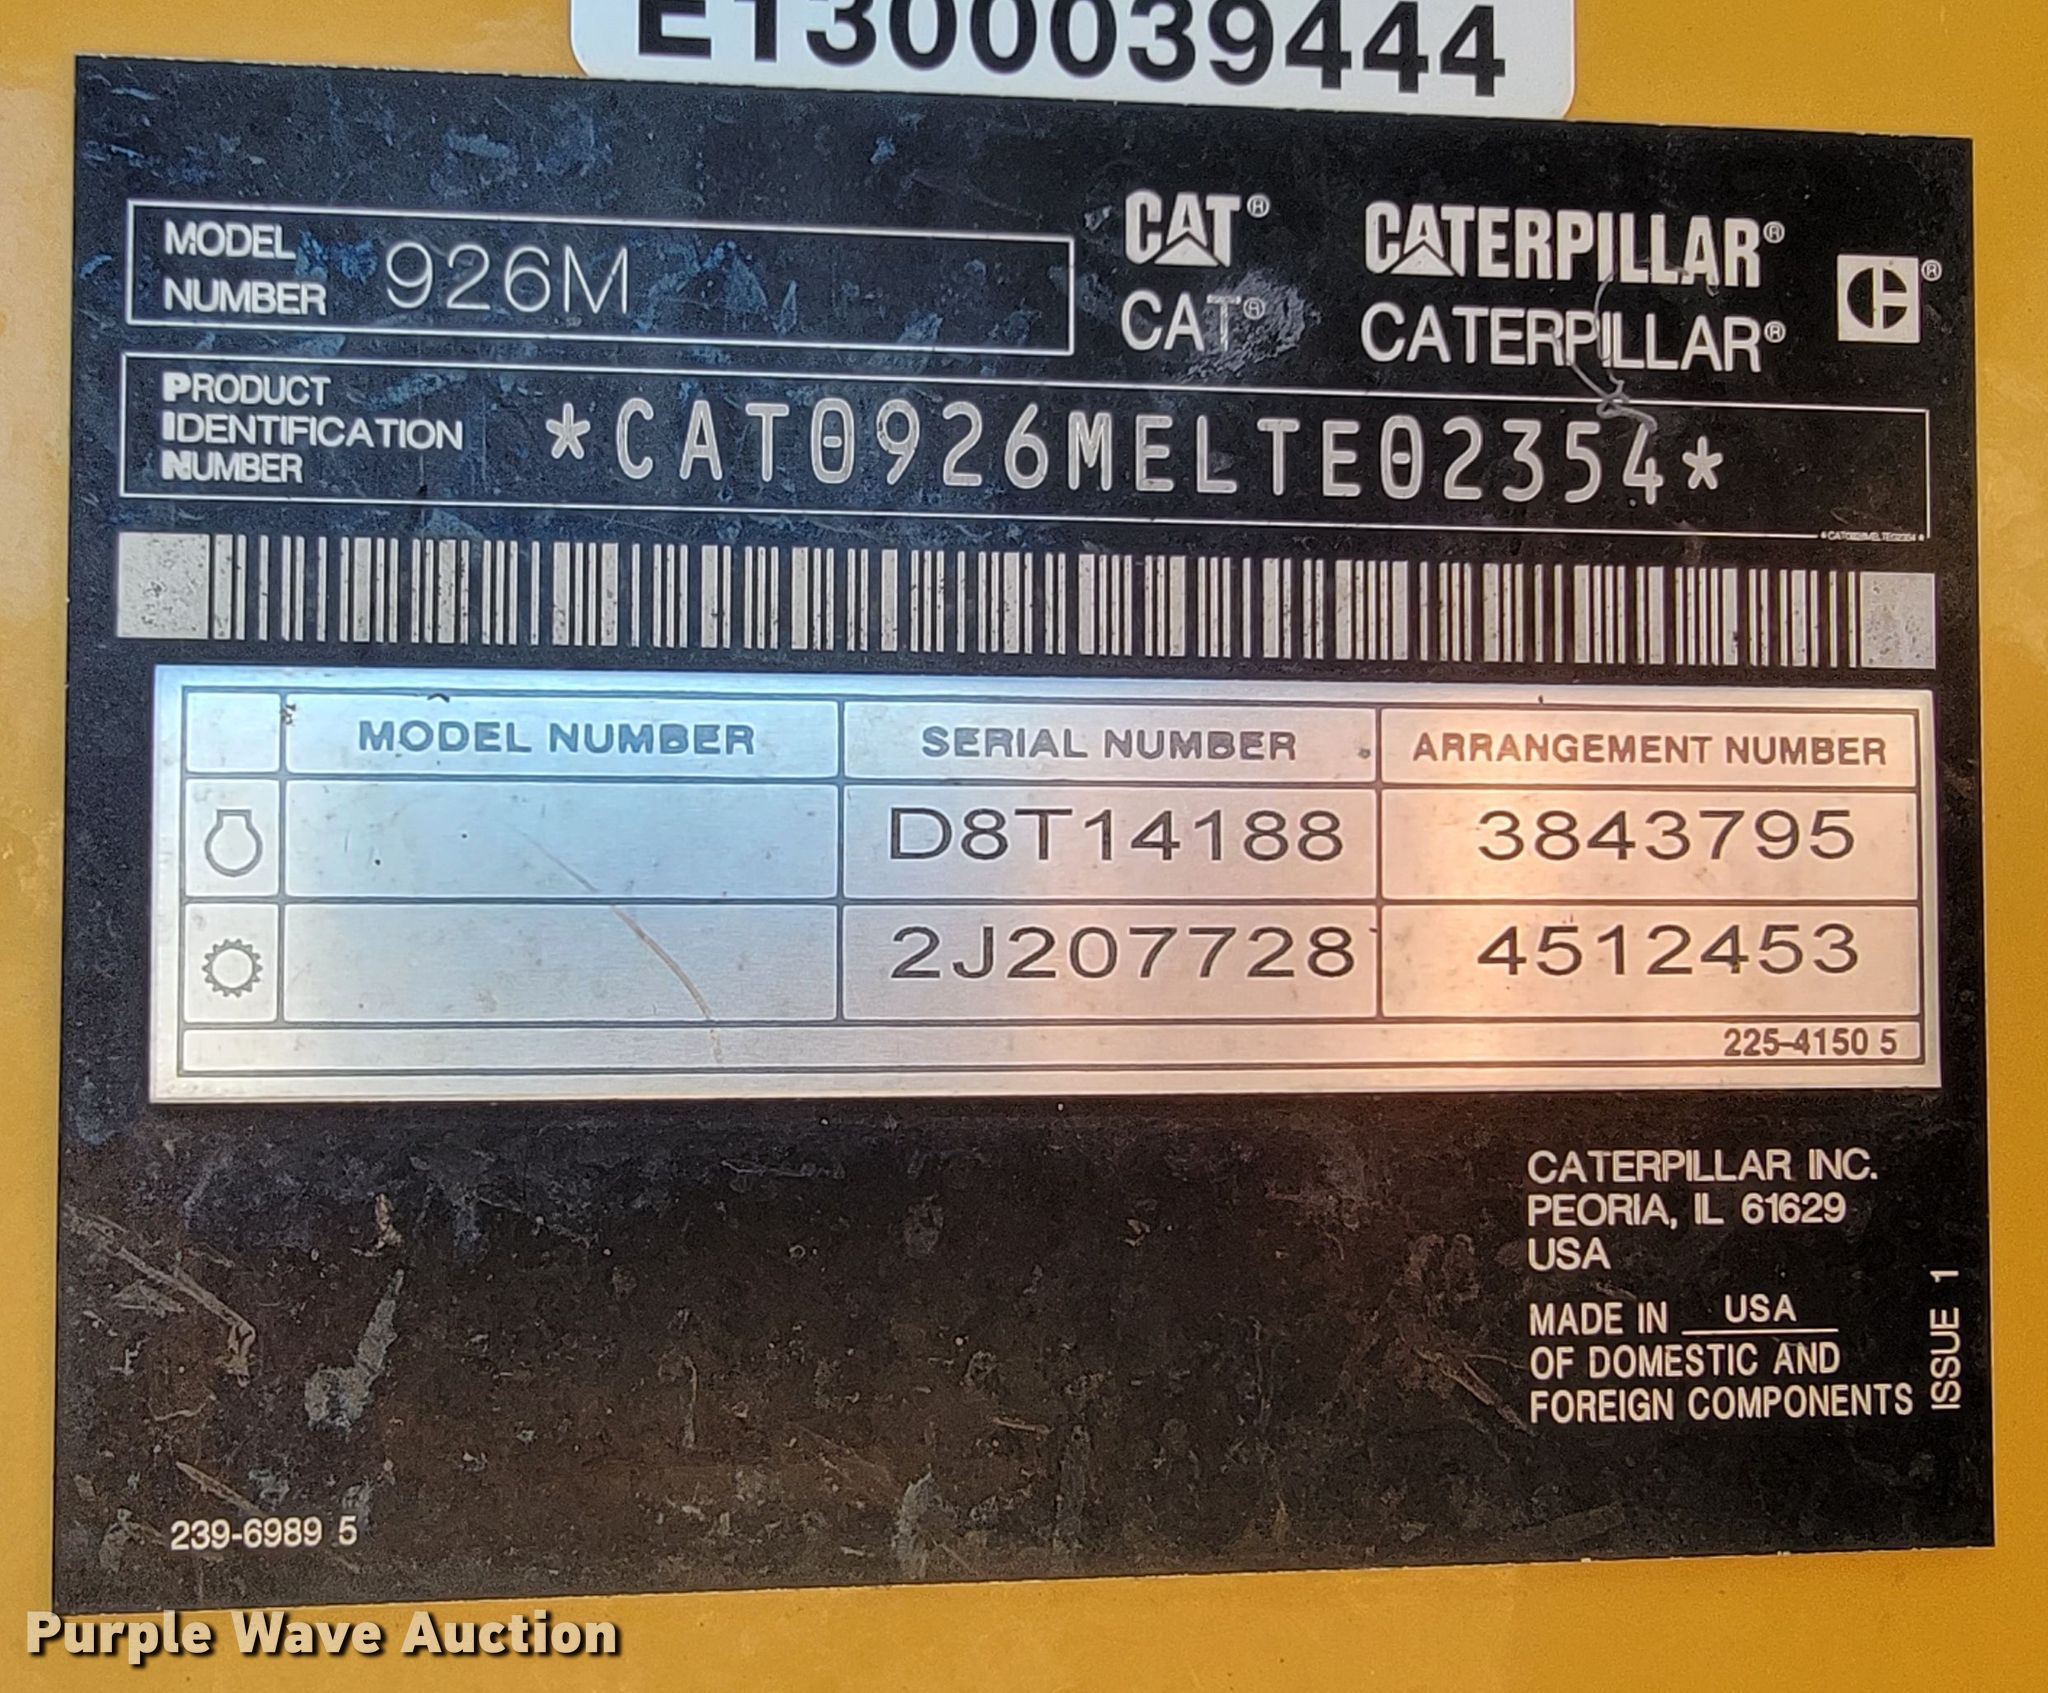 E1300039444
MODEL NUMBER 926M
CAT® CATERPILLAR®
CAT® CATERPILLAR®
PRODUCT IDENTIFICATION NUMBER *CAT0926MELTE02354*
*CAT0926MELTE02354*
MODEL NUMBER SERIAL NUMBER ARRANGEMENT NUMBER
D8T14188 3843795
2J207728 4512453
225-4150 5
CATERPILLAR INC.
PEORIA, IL 61629
USA
MADE IN USA
OF DOMESTIC AND
FOREIGN COMPONENTS
ISSUE 1
239-6989 5
Purple Wave Auction